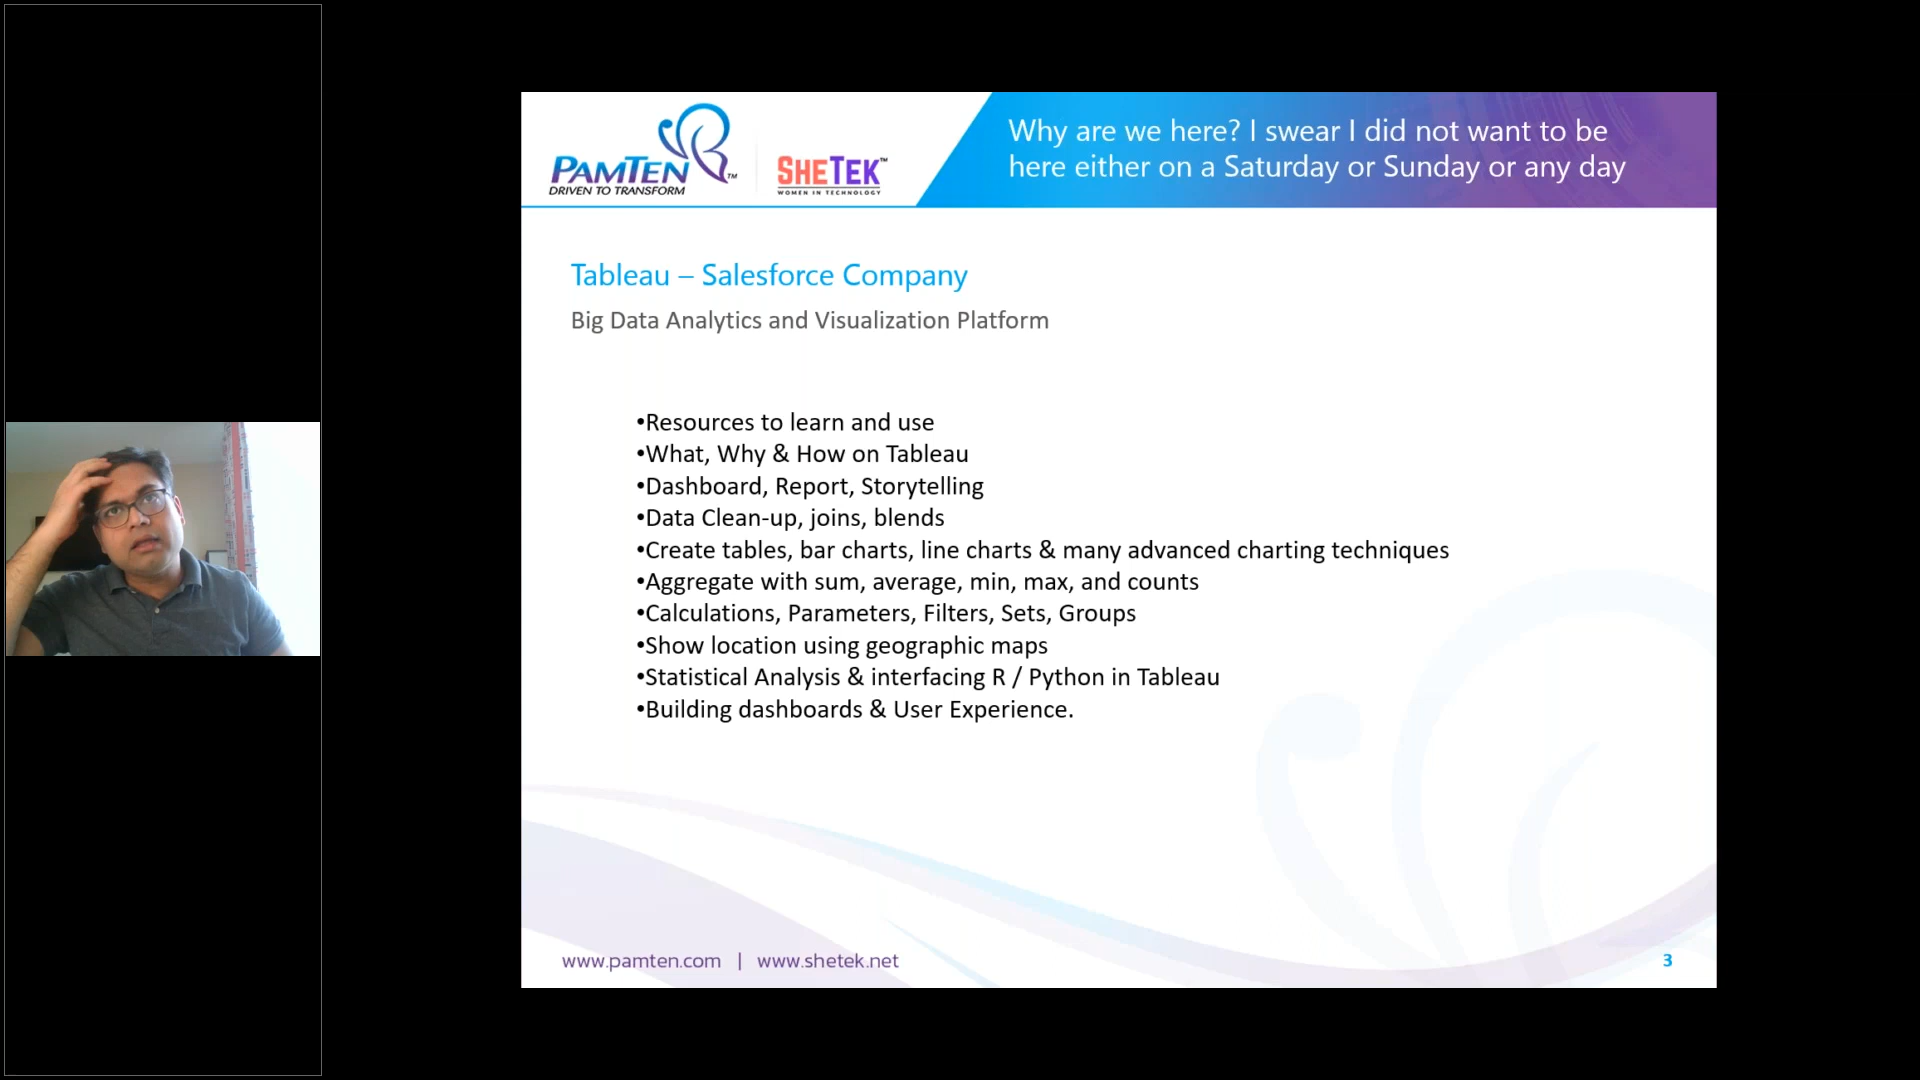 PAMTEN™
DRIVEN TO TRANSFORM
SHETEK™
WOMEN IN TECHNOLOGY
Why are we here? I swear I did not want to be
here either on a Saturday or Sunday or any day
Tableau – Salesforce Company
Big Data Analytics and Visualization Platform
•Resources to learn and use
•What, Why & How on Tableau
•Dashboard, Report, Storytelling
•Data Clean-up, joins, blends
•Create tables, bar charts, line charts & many advanced charting techniques
•Aggregate with sum, average, min, max, and counts
•Calculations, Parameters, Filters, Sets, Groups
•Show location using geographic maps
•Statistical Analysis & interfacing R / Python in Tableau
•Building dashboards & User Experience.
www.pamten.com | www.shetek.net
3